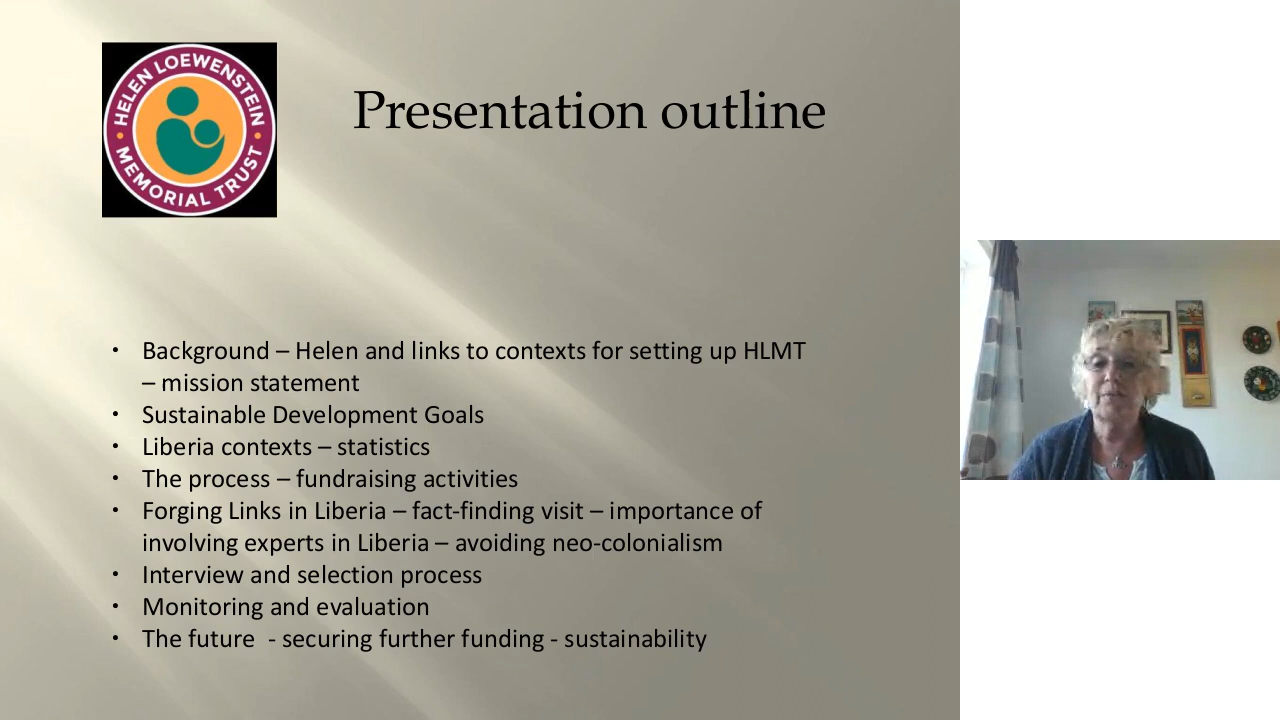 HELEN LOEWENSTEIN
MEMORIAL TRUST
Presentation outline
• Background – Helen and links to contexts for setting up HLMT
– mission statement
• Sustainable Development Goals
• Liberia contexts – statistics
• The process – fundraising activities
• Forging Links in Liberia – fact-finding visit – importance of
involving experts in Liberia – avoiding neo-colonialism
• Interview and selection process
• Monitoring and evaluation
• The future  - securing further funding - sustainability